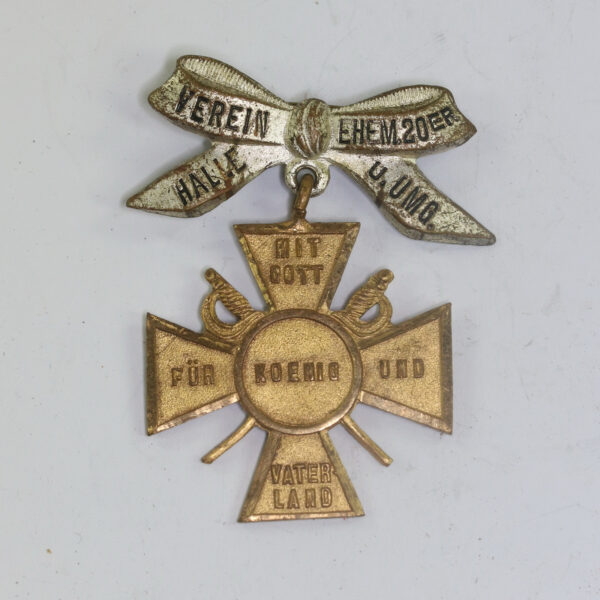 VEREIN EHEM. 20ER
HALLE U. UMG.
MIT
GOTT
FÜR KOENIG UND
VATER
LAND